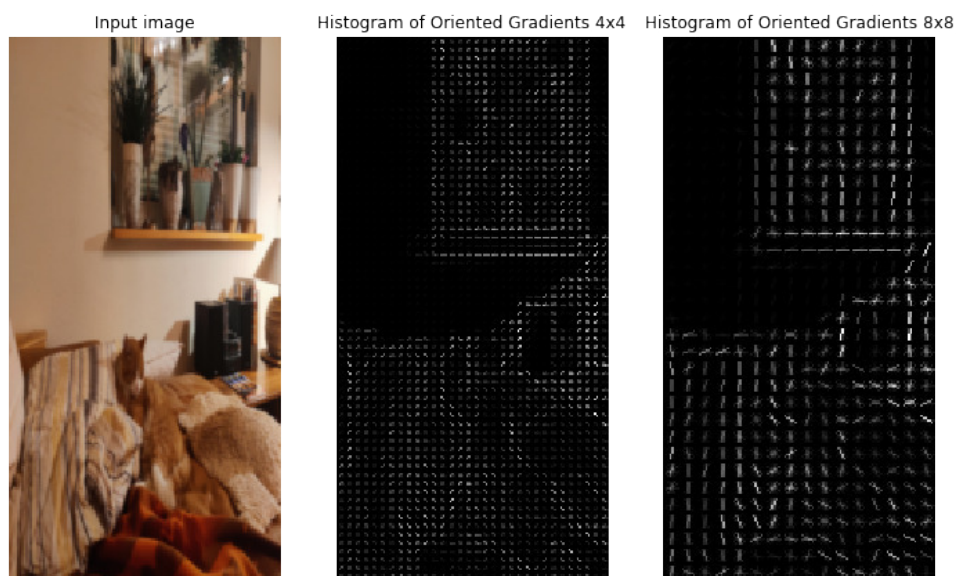 Input image
Histogram of Oriented Gradients 4x4
Histogram of Oriented Gradients 8x8